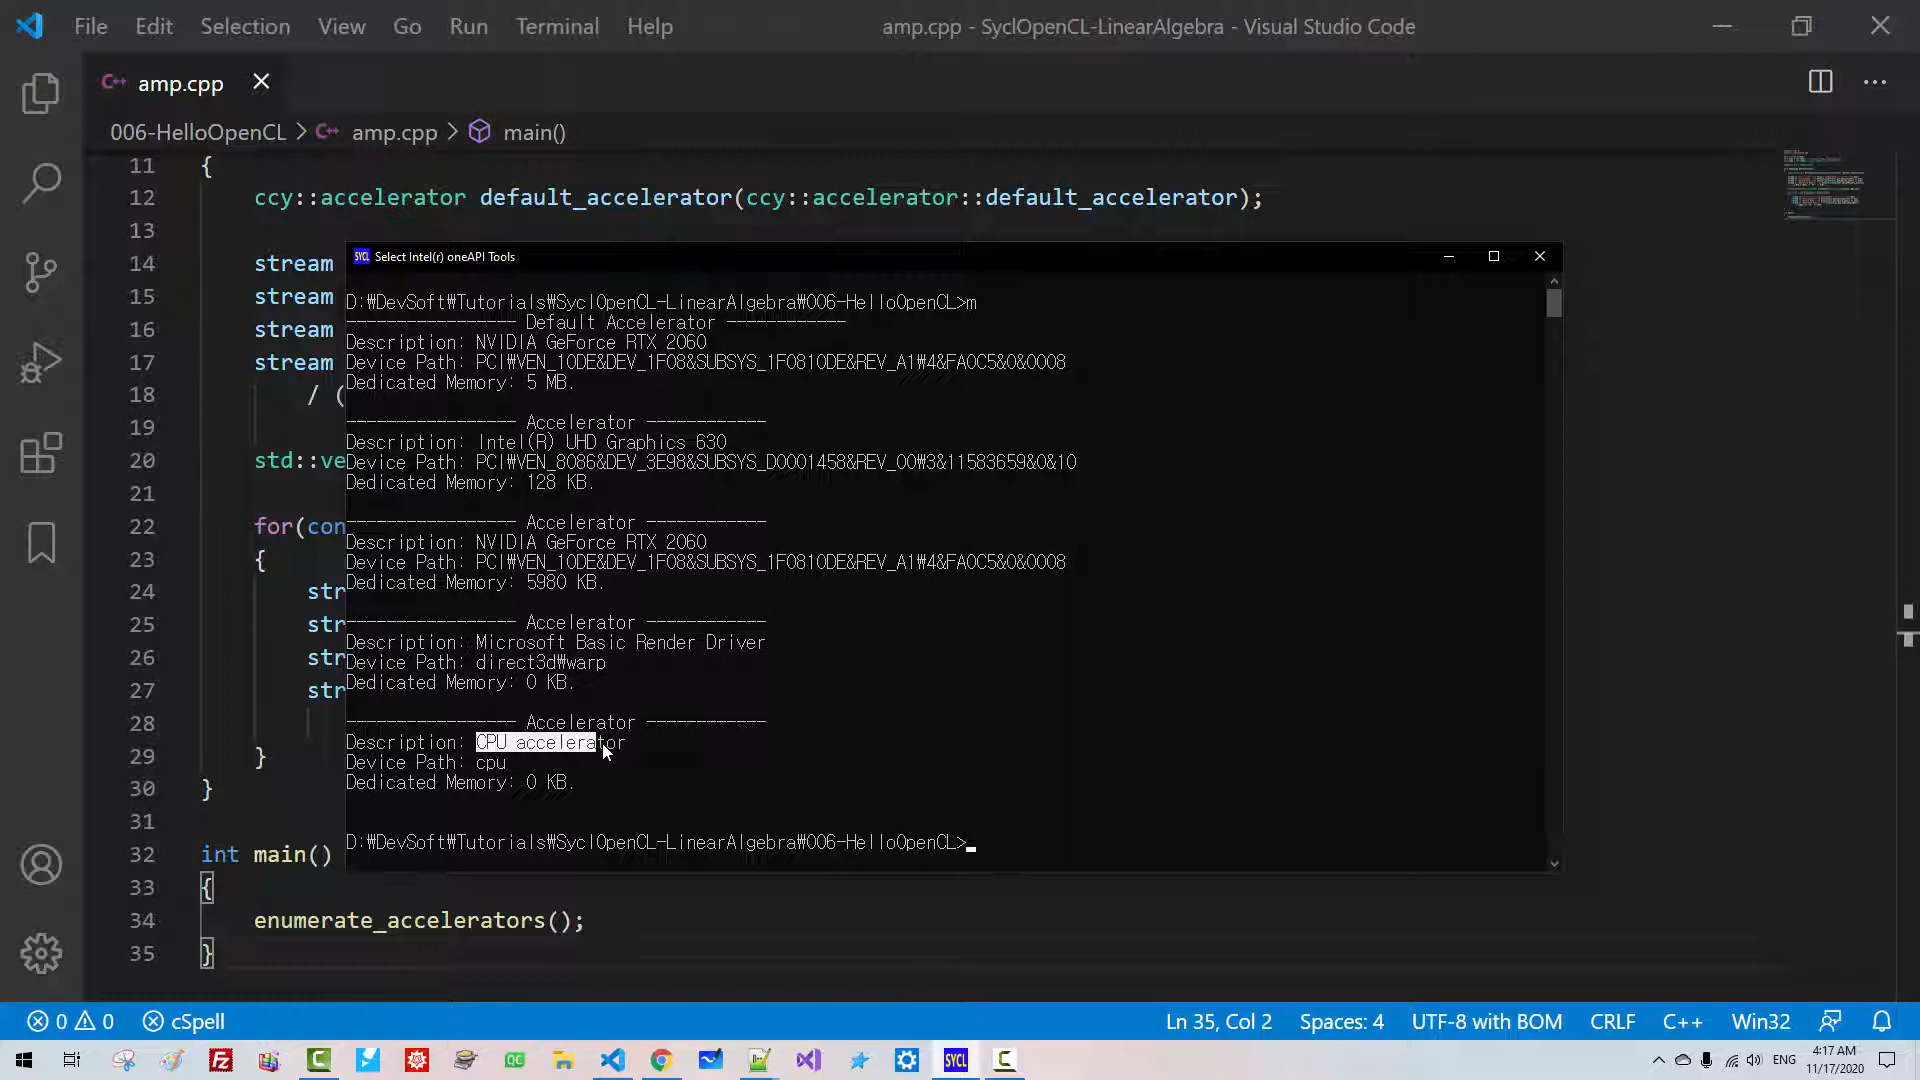 File Edit Selection View Go Run Terminal Help amp.cpp - SyclOpenCL-LinearAlgebra - Visual Studio Code
C++ amp.cpp
006-HelloOpenCL > C++ amp.cpp > main()
11 {
12 ccy::accelerator default_accelerator(ccy::accelerator::default_accelerator);
13
14 stream
15 stream
16 stream
17 stream
18 / (
19
20 std::ve
21
22 for(con
23 {
24 str
25 str
26 str
27 str
28
29 }
30 }
31
32 int main()
33 {
34 enumerate_accelerators();
35 }
SYCL Select Intel(r) oneAPI Tools
D:₩DevSoft₩Tutorials₩SyclOpenCL-LinearAlgebra₩006-HelloOpenCL>m
----------------- Default Accelerator ------------
Description: NVIDIA GeForce RTX 2060
Device Path: PCI₩VEN_10DE&DEV_1F08&SUBSYS_1F0810DE&REV_A1₩4&FA0C5&0&0008
Dedicated Memory: 5 MB.
----------------- Accelerator ------------
Description: Intel(R) UHD Graphics 630
Device Path: PCI₩VEN_8086&DEV_3E98&SUBSYS_D0001458&REV_00₩3&11583659&0&10
Dedicated Memory: 128 KB.
----------------- Accelerator ------------
Description: NVIDIA GeForce RTX 2060
Device Path: PCI₩VEN_10DE&DEV_1F08&SUBSYS_1F0810DE&REV_A1₩4&FA0C5&0&0008
Dedicated Memory: 5980 KB.
----------------- Accelerator ------------
Description: Microsoft Basic Render Driver
Device Path: direct3d₩warp
Dedicated Memory: 0 KB.
----------------- Accelerator ------------
Description: CPU accelerator
Device Path: cpu
Dedicated Memory: 0 KB.
D:₩DevSoft₩Tutorials₩SyclOpenCL-LinearAlgebra₩006-HelloOpenCL>
0 0 cSpell Ln 35, Col 2 Spaces: 4 UTF-8 with BOM CRLF C++ Win32
QC SYCL ENG 4:17 AM
11/17/2020